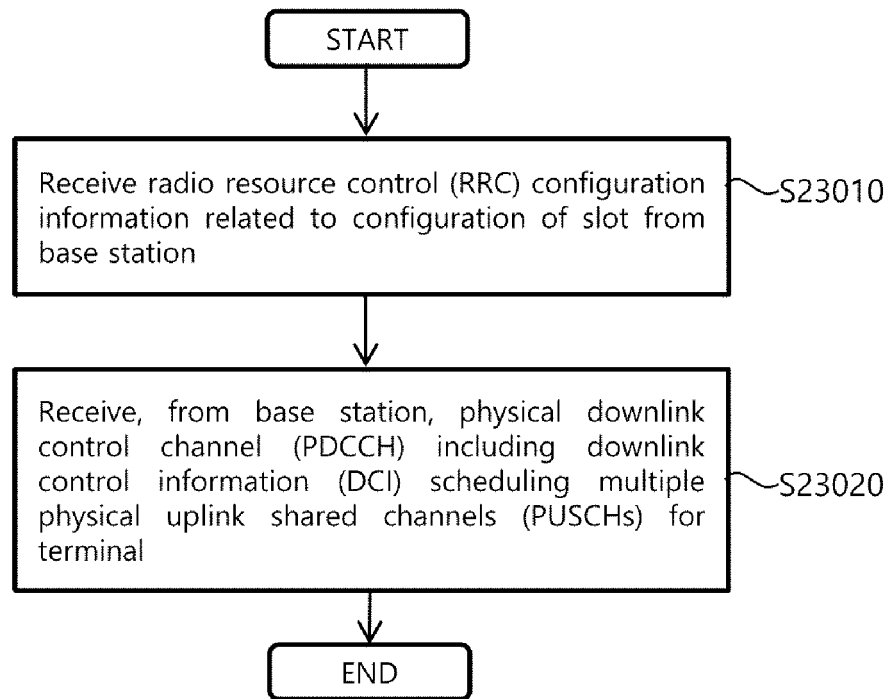 START
Receive radio resource control (RRC) configuration
information related to configuration of slot from
base station
S23010
Receive, from base station, physical downlink
control channel (PDCCH) including downlink
control information (DCI) scheduling multiple
physical uplink shared channels (PUSCHs) for
terminal
S23020
END